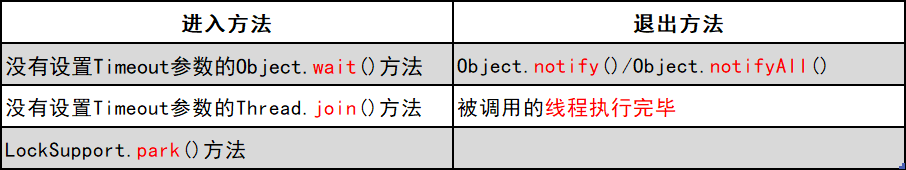 进入方法 退出方法
没有设置Timeout参数的Object.wait()方法 Object.notify()/Object.notifyAll()
没有设置Timeout参数的Thread.join()方法 被调用的线程执行完毕
LockSupport.park()方法